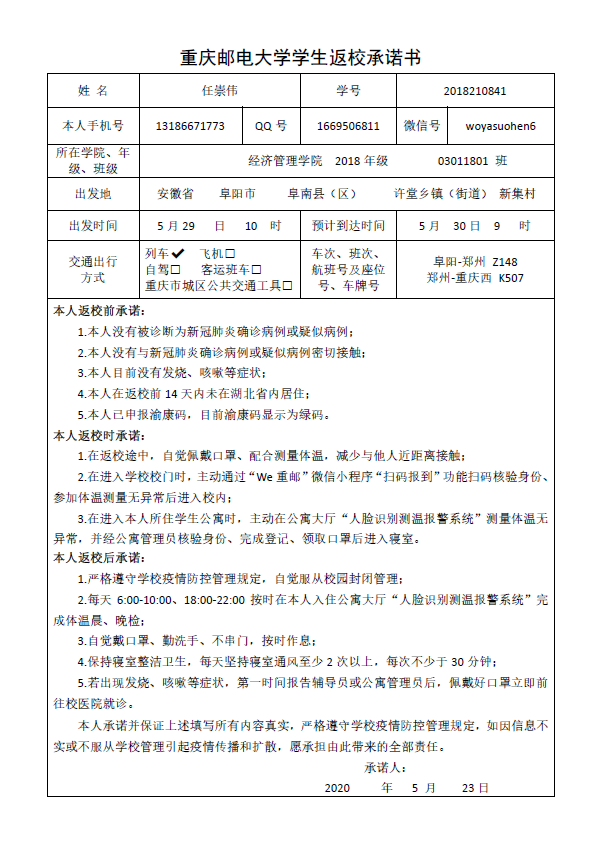 重庆邮电大学学生返校承诺书
姓 名 任崇伟 学号 2018210841
本人手机号 13186671773 QQ 号 1669506811 微信号 woyasuohen6
所在学院、年
级、班级 经济管理学院 2018 年级 03011801 班
出发地 安徽省 阜阳市 阜南县（区） 许堂乡镇（街道） 新集村
出发时间 5 月 29 日 10 时 预计到达时间 5 月 30 日 9 时
交通出行
方式
列车✔ 飞机□
自驾□ 客运班车□
重庆市城区公共交通工具□
车次、班次、
航班号及座位
号、车牌号
阜阳-郑州 Z148
郑州-重庆西 K507
本人返校前承诺：
1.本人没有被诊断为新冠肺炎确诊病例或疑似病例；
2.本人没有与新冠肺炎确诊病例或疑似病例密切接触；
3.本人目前没有发烧、咳嗽等症状；
4.本人在返校前 14 天内未在湖北省内居住；
5.本人已申报渝康码，目前渝康码显示为绿码。
本人返校时承诺：
1.在返校途中，自觉佩戴口罩、配合测量体温，减少与他人近距离接触；
2.在进入学校校门时，主动通过“We 重邮”微信小程序“扫码报到”功能扫码核验身份、
参加体温测量无异常后进入校内；
3.在进入本人所住学生公寓时，主动在公寓大厅“人脸识别测温报警系统”测量体温无
异常，并经公寓管理员核验身份、完成登记、领取口罩后进入寝室。
本人返校后承诺：
1.严格遵守学校疫情防控管理规定，自觉服从校园封闭管理；
2.每天 6:00-10:00、18:00-22:00 按时在本人入住公寓大厅“人脸识别测温报警系统”完
成体温晨、晚检；
3.自觉戴口罩、勤洗手、不串门，按时作息；
4.保持寝室整洁卫生，每天坚持寝室通风至少 2 次以上，每次不少于 30 分钟；
5.若出现发烧、咳嗽等症状，第一时间报告辅导员或公寓管理员后，佩戴好口罩立即前
往校医院就诊。
本人承诺并保证上述填写所有内容真实，严格遵守学校疫情防控管理规定，如因信息不
实或不服从学校管理引起疫情传播和扩散，愿承担由此带来的全部责任。
承诺人：
2020 年 5 月 23 日